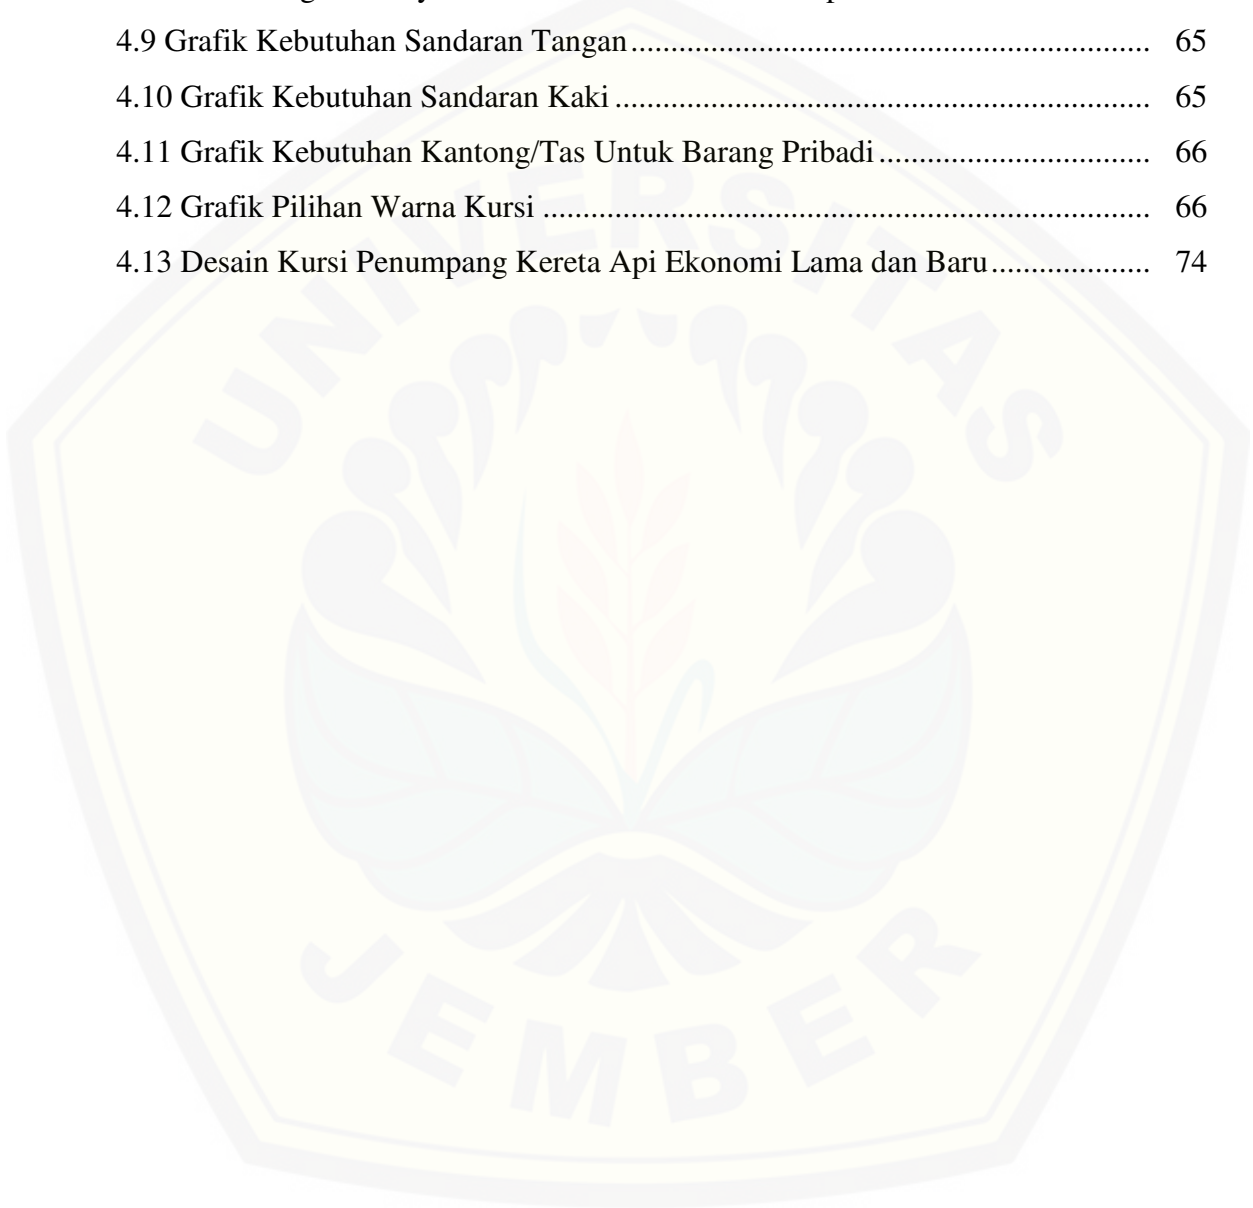 4.9 Grafik Kebutuhan Sandaran Tangan................................................................. 65
4.10 Grafik Kebutuhan Sandaran Kaki................................................................... 65
4.11 Grafik Kebutuhan Kantong/Tas Untuk Barang Pribadi.................................. 66
4.12 Grafik Pilihan Warna Kursi............................................................................ 66
4.13 Desain Kursi Penumpang Kereta Api Ekonomi Lama dan Baru.................... 74
UNIVERSITAS
JEMBER